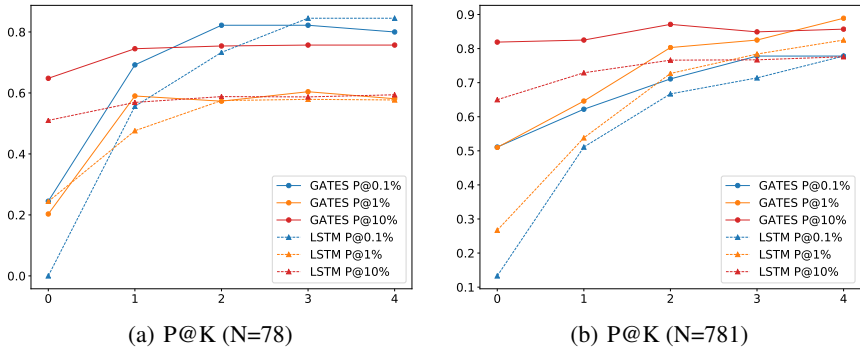 0.8
0.6
0.4
0.2
0.0
0 1 2 3 4
GATES P@0.1%
GATES P@1%
GATES P@10%
LSTM P@0.1%
LSTM P@1%
LSTM P@10%
(a) P@K (N=78)
0.9
0.8
0.7
0.6
0.5
0.4
0.3
0.2
0.1
0 1 2 3 4
GATES P@0.1%
GATES P@1%
GATES P@10%
LSTM P@0.1%
LSTM P@1%
LSTM P@10%
(b) P@K (N=781)